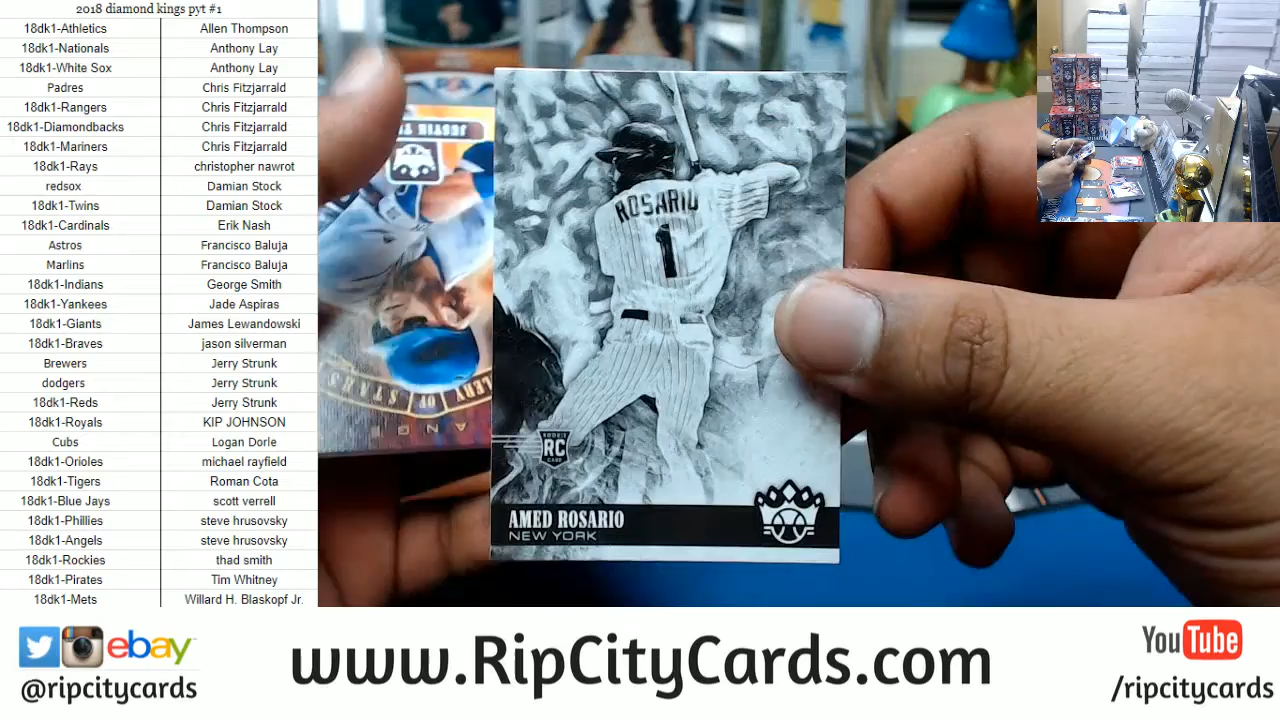 2018 diamond kings pyt #1
18dk1-Athletics Allen Thompson
18dk1-Nationals Anthony Lay
18dk1-White Sox Anthony Lay
Padres Chris Fitzjarrald
18dk1-Rangers Chris Fitzjarrald
18dk1-Diamondbacks Chris Fitzjarrald
18dk1-Mariners Chris Fitzjarrald
18dk1-Rays christopher nawrot
redsox Damian Stock
18dk1-Twins Damian Stock
18dk1-Cardinals Erik Nash
Astros Francisco Baluja
Marlins Francisco Baluja
18dk1-Indians George Smith
18dk1-Yankees Jade Aspiras
18dk1-Giants James Lewandowski
18dk1-Braves jason silverman
Brewers Jerry Strunk
dodgers Jerry Strunk
18dk1-Reds Jerry Strunk
18dk1-Royals KIP JOHNSON
Cubs Logan Dorle
18dk1-Orioles michael rayfield
18dk1-Tigers Roman Cota
18dk1-Blue Jays scott verrell
18dk1-Phillies steve hrusovsky
18dk1-Angels steve hrusovsky
18dk1-Rockies thad smith
18dk1-Pirates Tim Whitney
18dk1-Mets Willard H. Blaskopf Jr.
JUSTIN
OF STARS
ROSARIO
1
ROOKIE
RC
CARD
AMED ROSARIO
NEW YORK
ebay
@ripcitycards
www.RipCityCards.com
YouTube
/ripcitycards